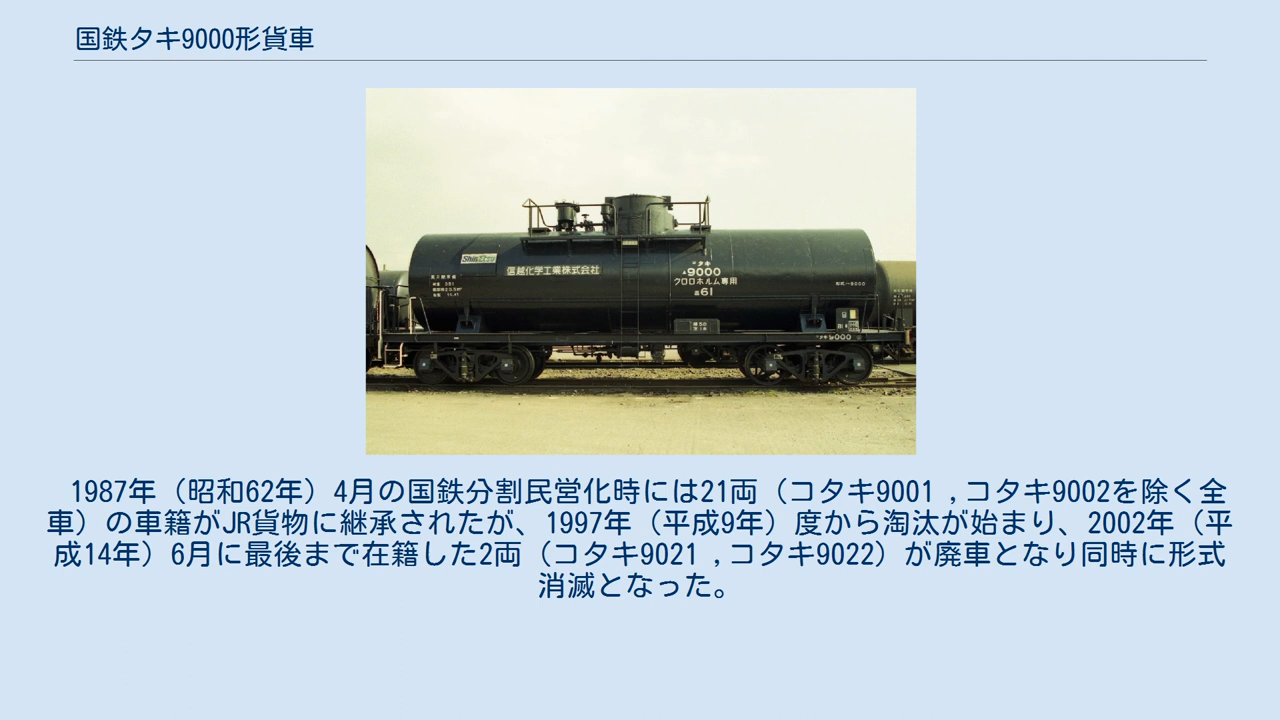 国鉄タキ9000形貨車
ShinEtsu
信越化学工業株式会社
コタキ
9000
クロロホルム専用
61
9000
1987年（昭和62年）4月の国鉄分割民営化時には21両（コタキ9001 ,コタキ9002を除く全
車）の車籍がJR貨物に継承されたが、1997年（平成9年）度から淘汰が始まり、2002年（平
成14年）6月に最後まで在籍した2両（コタキ9021 ,コタキ9022）が廃車となり同時に形式
消滅となった。